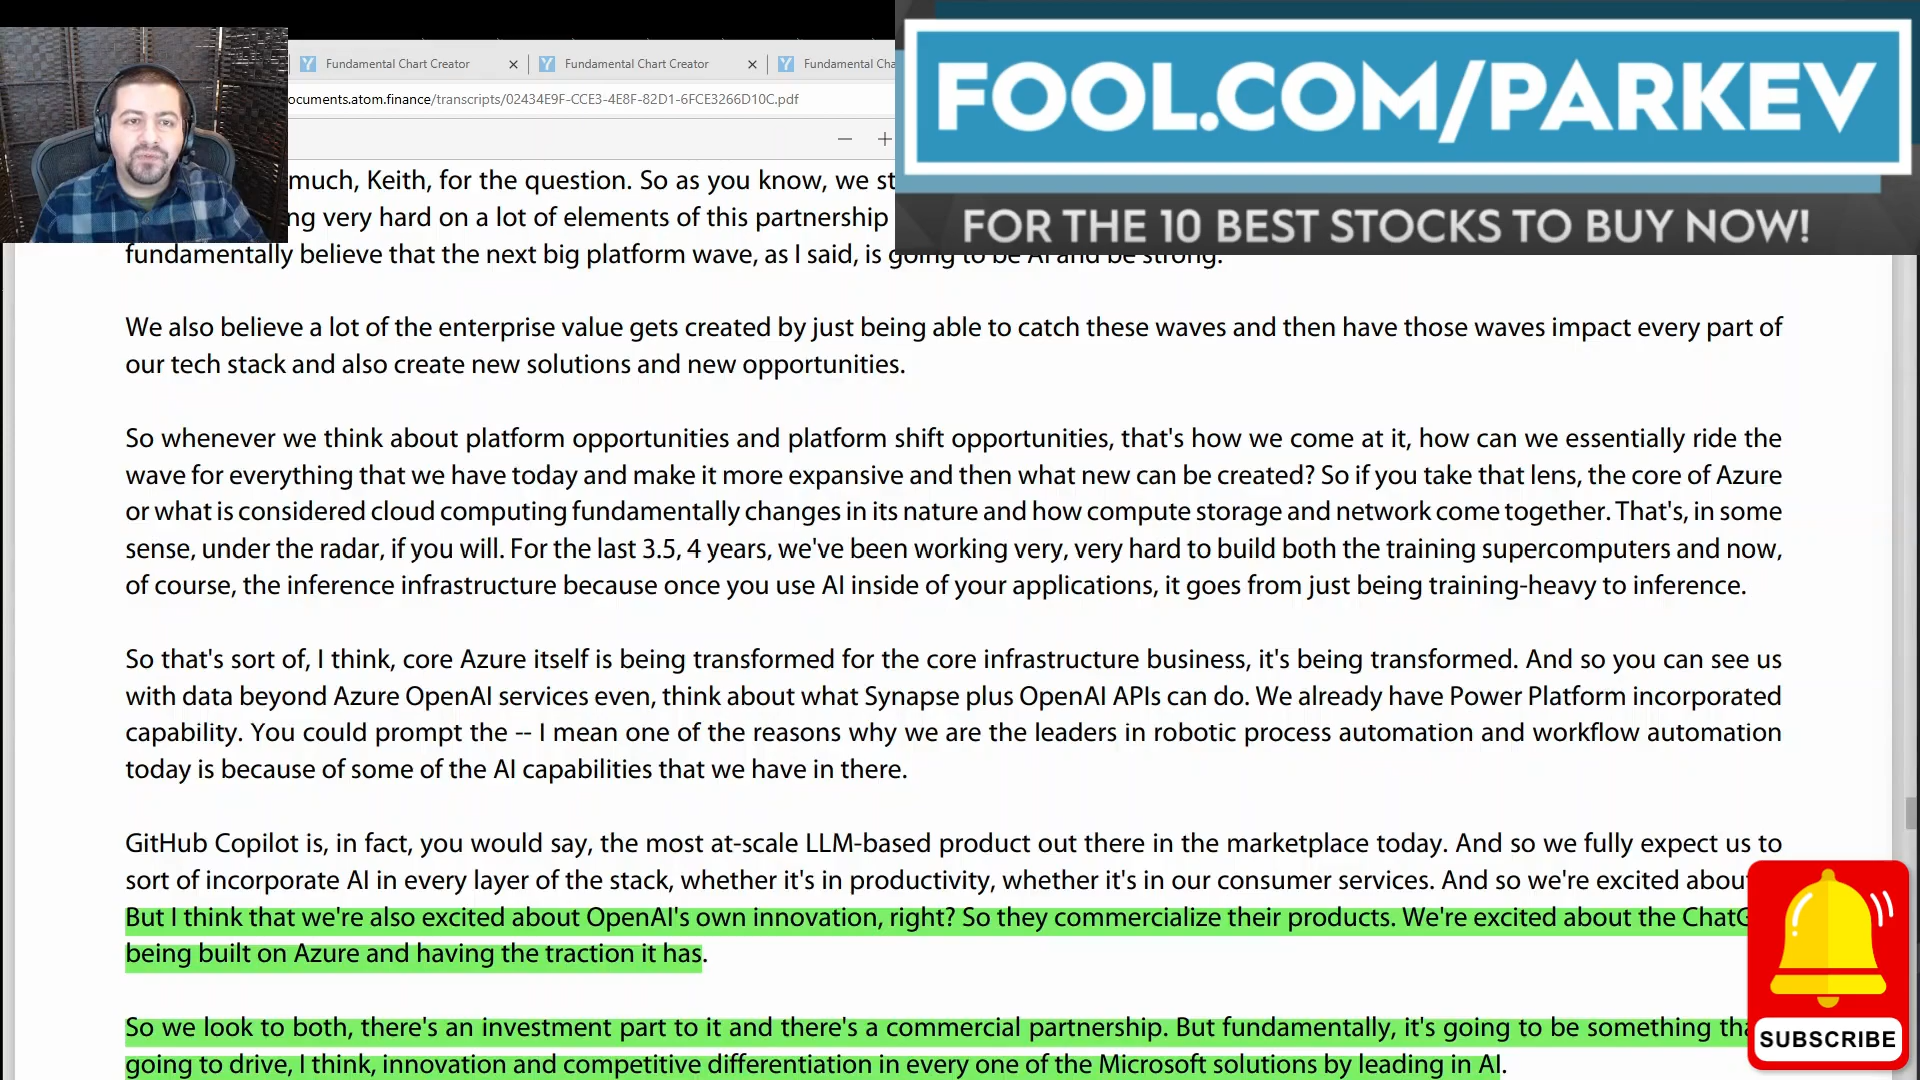 Fundamental Chart Creator
Fundamental Chart Creator
Fundamental Cha
FOOL.COM/PARKEV
FOR THE 10 BEST STOCKS TO BUY NOW!
ocuments.atom.finance/transcripts/02434E9F-CCE3-4E8F-82D1-6FCE3266D10C.pdf
much, Keith, for the question. So as you know, we st
ng very hard on a lot of elements of this partnership
fundamentally believe that the next big platform wave, as I said, is going to be AI and be strong.
We also believe a lot of the enterprise value gets created by just being able to catch these waves and then have those waves impact every part of
our tech stack and also create new solutions and new opportunities.
So whenever we think about platform opportunities and platform shift opportunities, that's how we come at it, how can we essentially ride the
wave for everything that we have today and make it more expansive and then what new can be created? So if you take that lens, the core of Azure
or what is considered cloud computing fundamentally changes in its nature and how compute storage and network come together. That's, in some
sense, under the radar, if you will. For the last 3.5, 4 years, we've been working very, very hard to build both the training supercomputers and now,
of course, the inference infrastructure because once you use AI inside of your applications, it goes from just being training-heavy to inference.
So that's sort of, I think, core Azure itself is being transformed for the core infrastructure business, it's being transformed. And so you can see us
with data beyond Azure OpenAI services even, think about what Synapse plus OpenAI APIs can do. We already have Power Platform incorporated
capability. You could prompt the -- I mean one of the reasons why we are the leaders in robotic process automation and workflow automation
today is because of some of the AI capabilities that we have in there.
GitHub Copilot is, in fact, you would say, the most at-scale LLM-based product out there in the marketplace today. And so we fully expect us to
sort of incorporate AI in every layer of the stack, whether it's in productivity, whether it's in our consumer services. And so we're excited about
But I think that we're also excited about OpenAI's own innovation, right? So they commercialize their products. We're excited about the ChatG
being built on Azure and having the traction it has.
So we look to both, there's an investment part to it and there's a commercial partnership. But fundamentally, it's going to be something tha
going to drive, I think, innovation and competitive differentiation in every one of the Microsoft solutions by leading in AI.
SUBSCRIBE